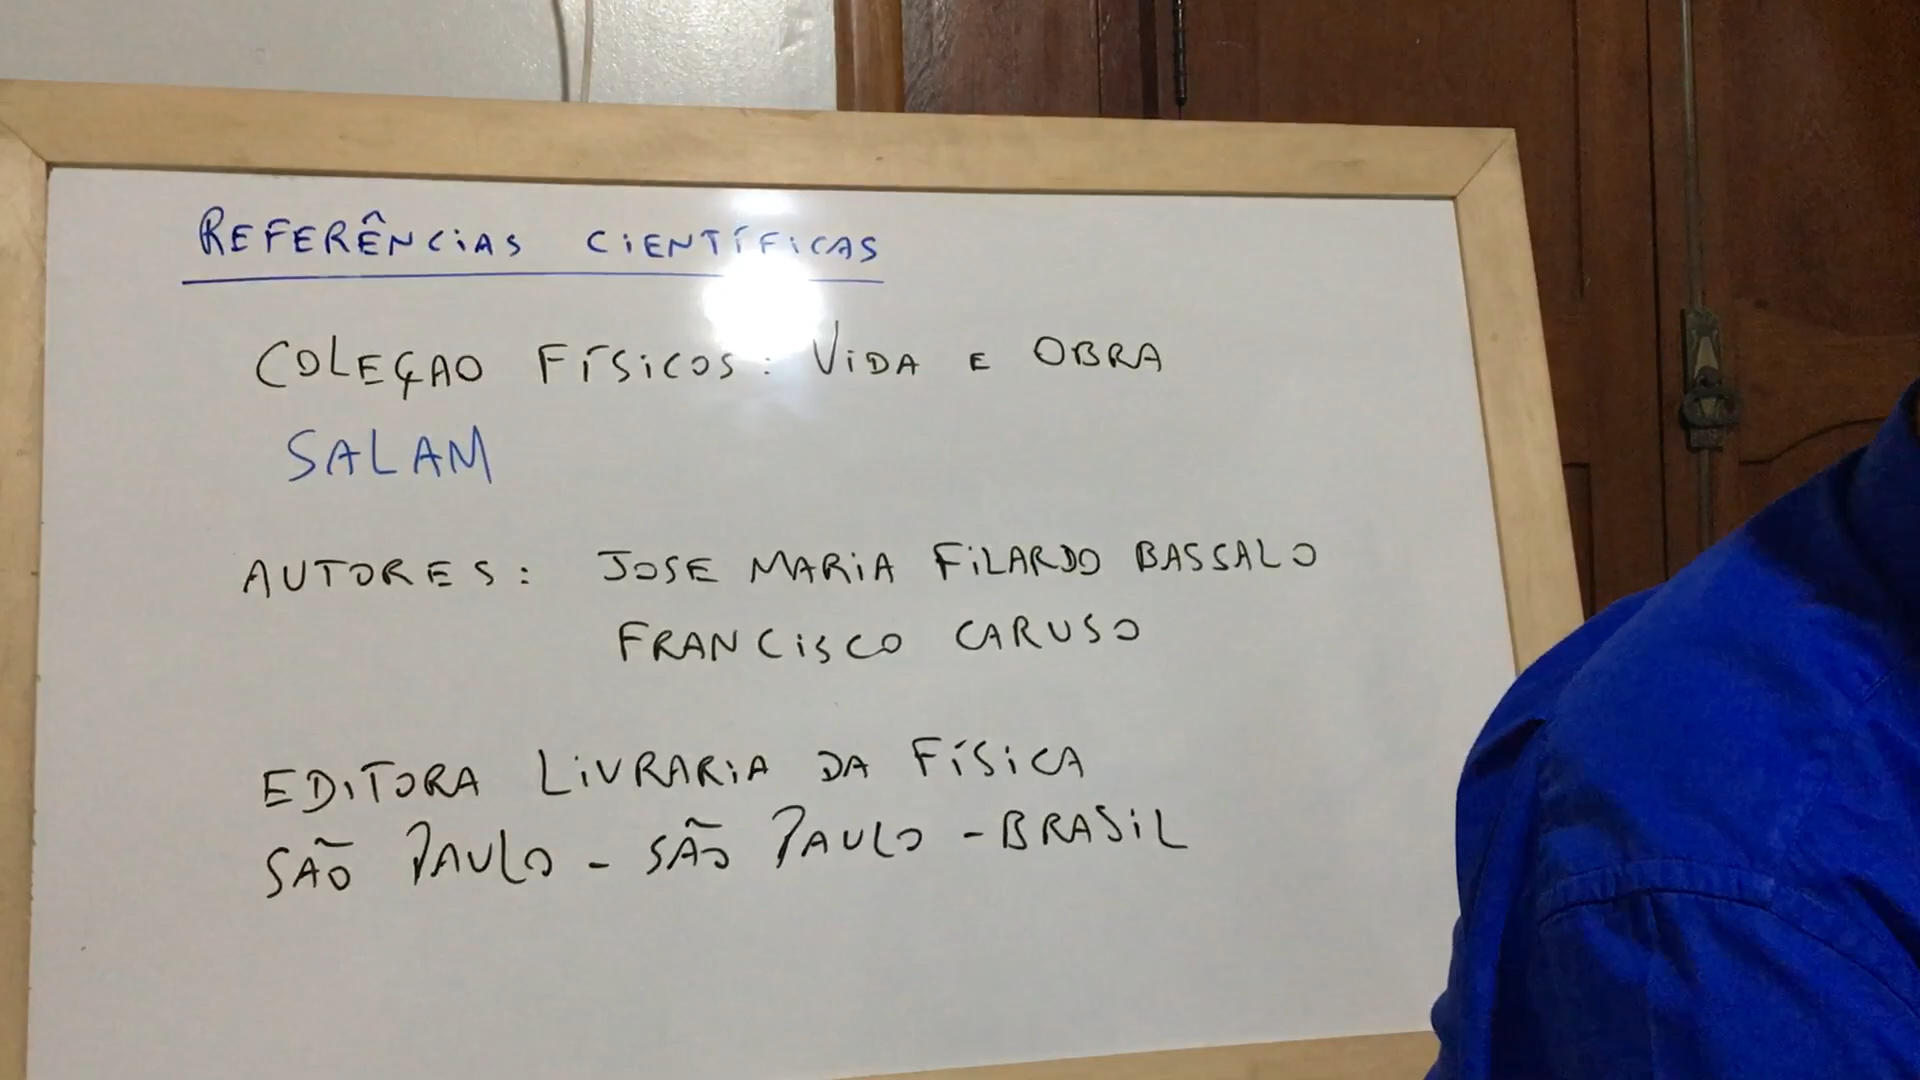 REFERÊNCIAS CIENTÍFICAS
COLEÇAO FÍSICOS: VIDA E OBRA
SALAM
AUTORES: JOSE MARIA FILARDO BASSALO
FRANCISCO CARUSO
EDITORA LIVRARIA DA FÍSICA
SÃO PAULO - SÃO PAULO - BRASIL